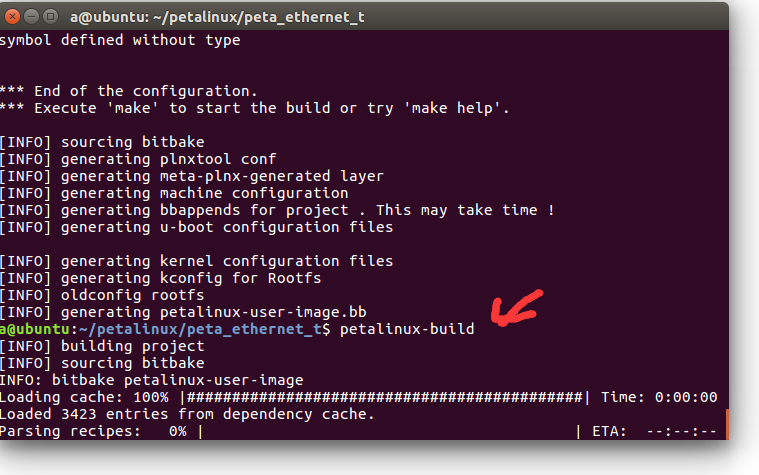 a@ubuntu: ~/petalinux/peta_ethernet_t
symbol defined without type
*** End of the configuration.
*** Execute 'make' to start the build or try 'make help'.
[INFO] sourcing bitbake
[INFO] generating plnxtool conf
[INFO] generating meta-plnx-generated layer
[INFO] generating machine configuration
[INFO] generating bbappends for project . This may take time !
[INFO] generating u-boot configuration files
[INFO] generating kernel configuration files
[INFO] generating kconfig for Rootfs
[INFO] oldconfig rootfs
[INFO] generating petalinux-user-image.bb
a@ubuntu:~/petalinux/peta_ethernet_t$ petalinux-build
[INFO] building project
[INFO] sourcing bitbake
INFO: bitbake petalinux-user-image
Loading cache: 100% |############################################| Time: 0:00:00
Loaded 3423 entries from dependency cache.
Parsing recipes:   0% |                                          | ETA:  --:--:--